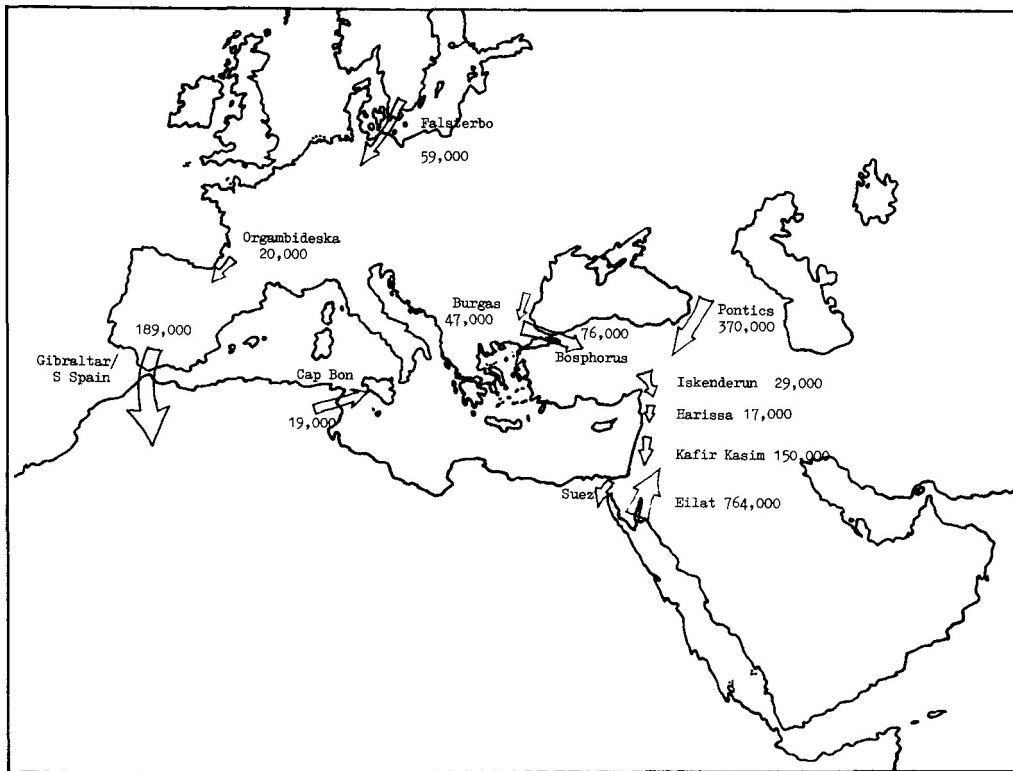 Falsterbo
59,000
Orgambideska
20,000
Burgas
47,000
76,000
Bosphorus
Pontics
370,000
189,000
Gibraltar/
S Spain
Cap Bon
19,000
Iskenderun 29,000
Harissa 17,000
Kafir Kasim 150,000
Suez
Eilat 764,000